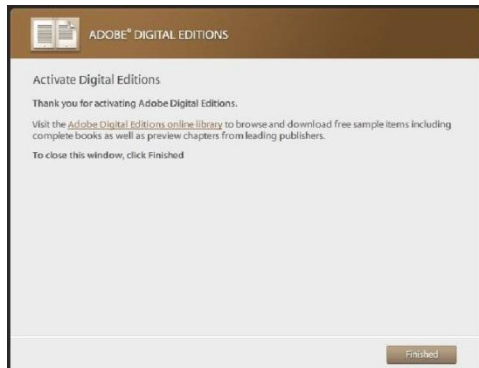 ADOBE® DIGITAL EDITIONS
Activate Digital Editions
Thank you for activating Adobe Digital Editions.
Visit the Adobe Digital Editions online library to browse and download free sample items including
complete books as well as preview chapters from leading publishers.
To close this window, click Finished
Finished